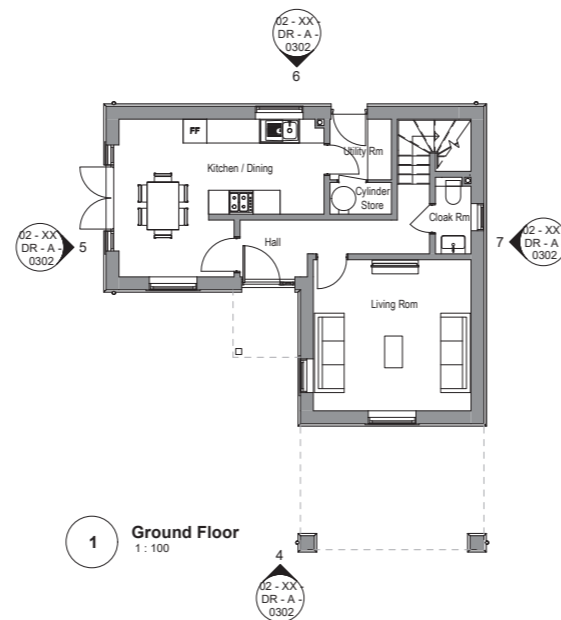 02 - XX -
DR - A -
0302
6
FF
Kitchen / Dining
Utility Rm
Cylinder
Store
Cloak Rm
02 - XX -
DR - A -
0302
5
Hall
7
02 - XX -
DR - A -
0302
Living Rom
1
Ground Floor
1 : 100
4
02 - XX -
DR - A -
0302